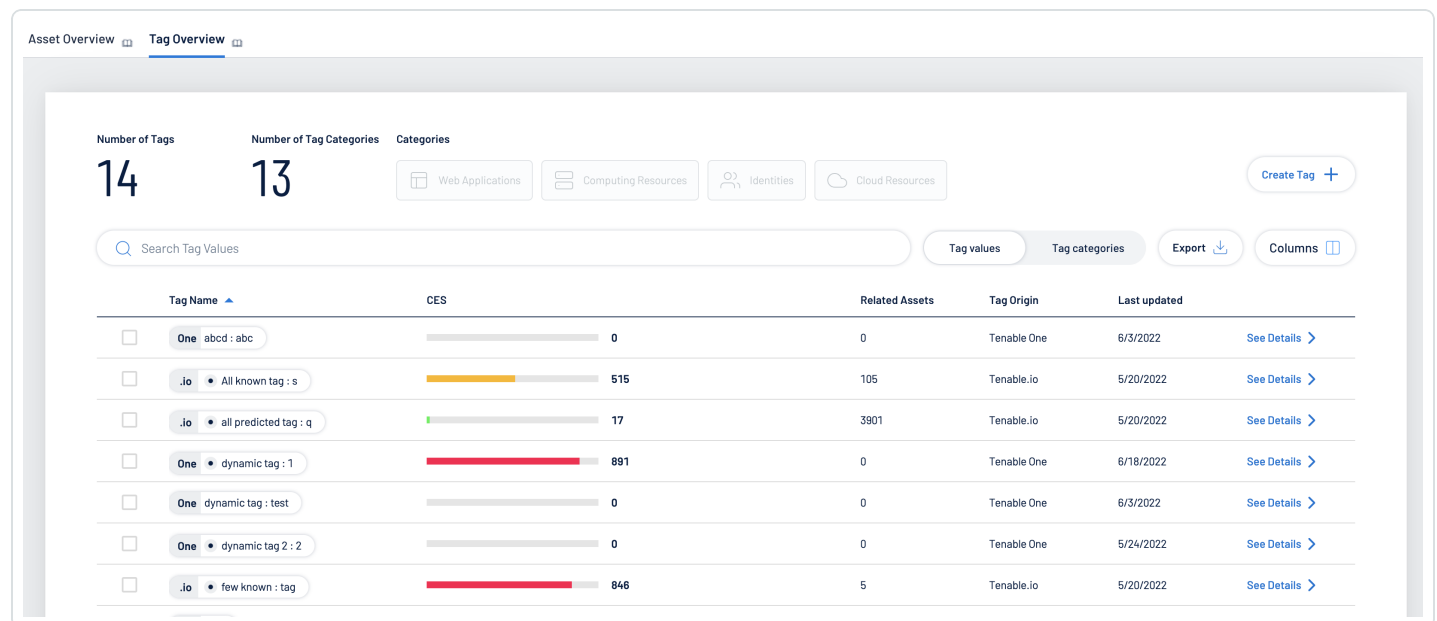 Asset Overview Tag Overview
Number of Tags Number of Tag Categories Categories
14 13 Web Applications Computing Resources Identities Cloud Resources Create Tag
Search Tag Values Tag values Tag categories Export Columns
Tag Name CES Related Assets Tag Origin Last updated
One abcd : abc 0 0 Tenable One 6/3/2022 See Details
.io All known tag : s 515 105 Tenable.io 5/20/2022 See Details
.io all predicted tag : q 17 3901 Tenable.io 5/20/2022 See Details
One dynamic tag : 1 891 0 Tenable One 6/18/2022 See Details
One dynamic tag : test 0 0 Tenable One 6/3/2022 See Details
One dynamic tag 2 : 2 0 0 Tenable One 5/24/2022 See Details
.io few known : tag 846 5 Tenable.io 5/20/2022 See Details